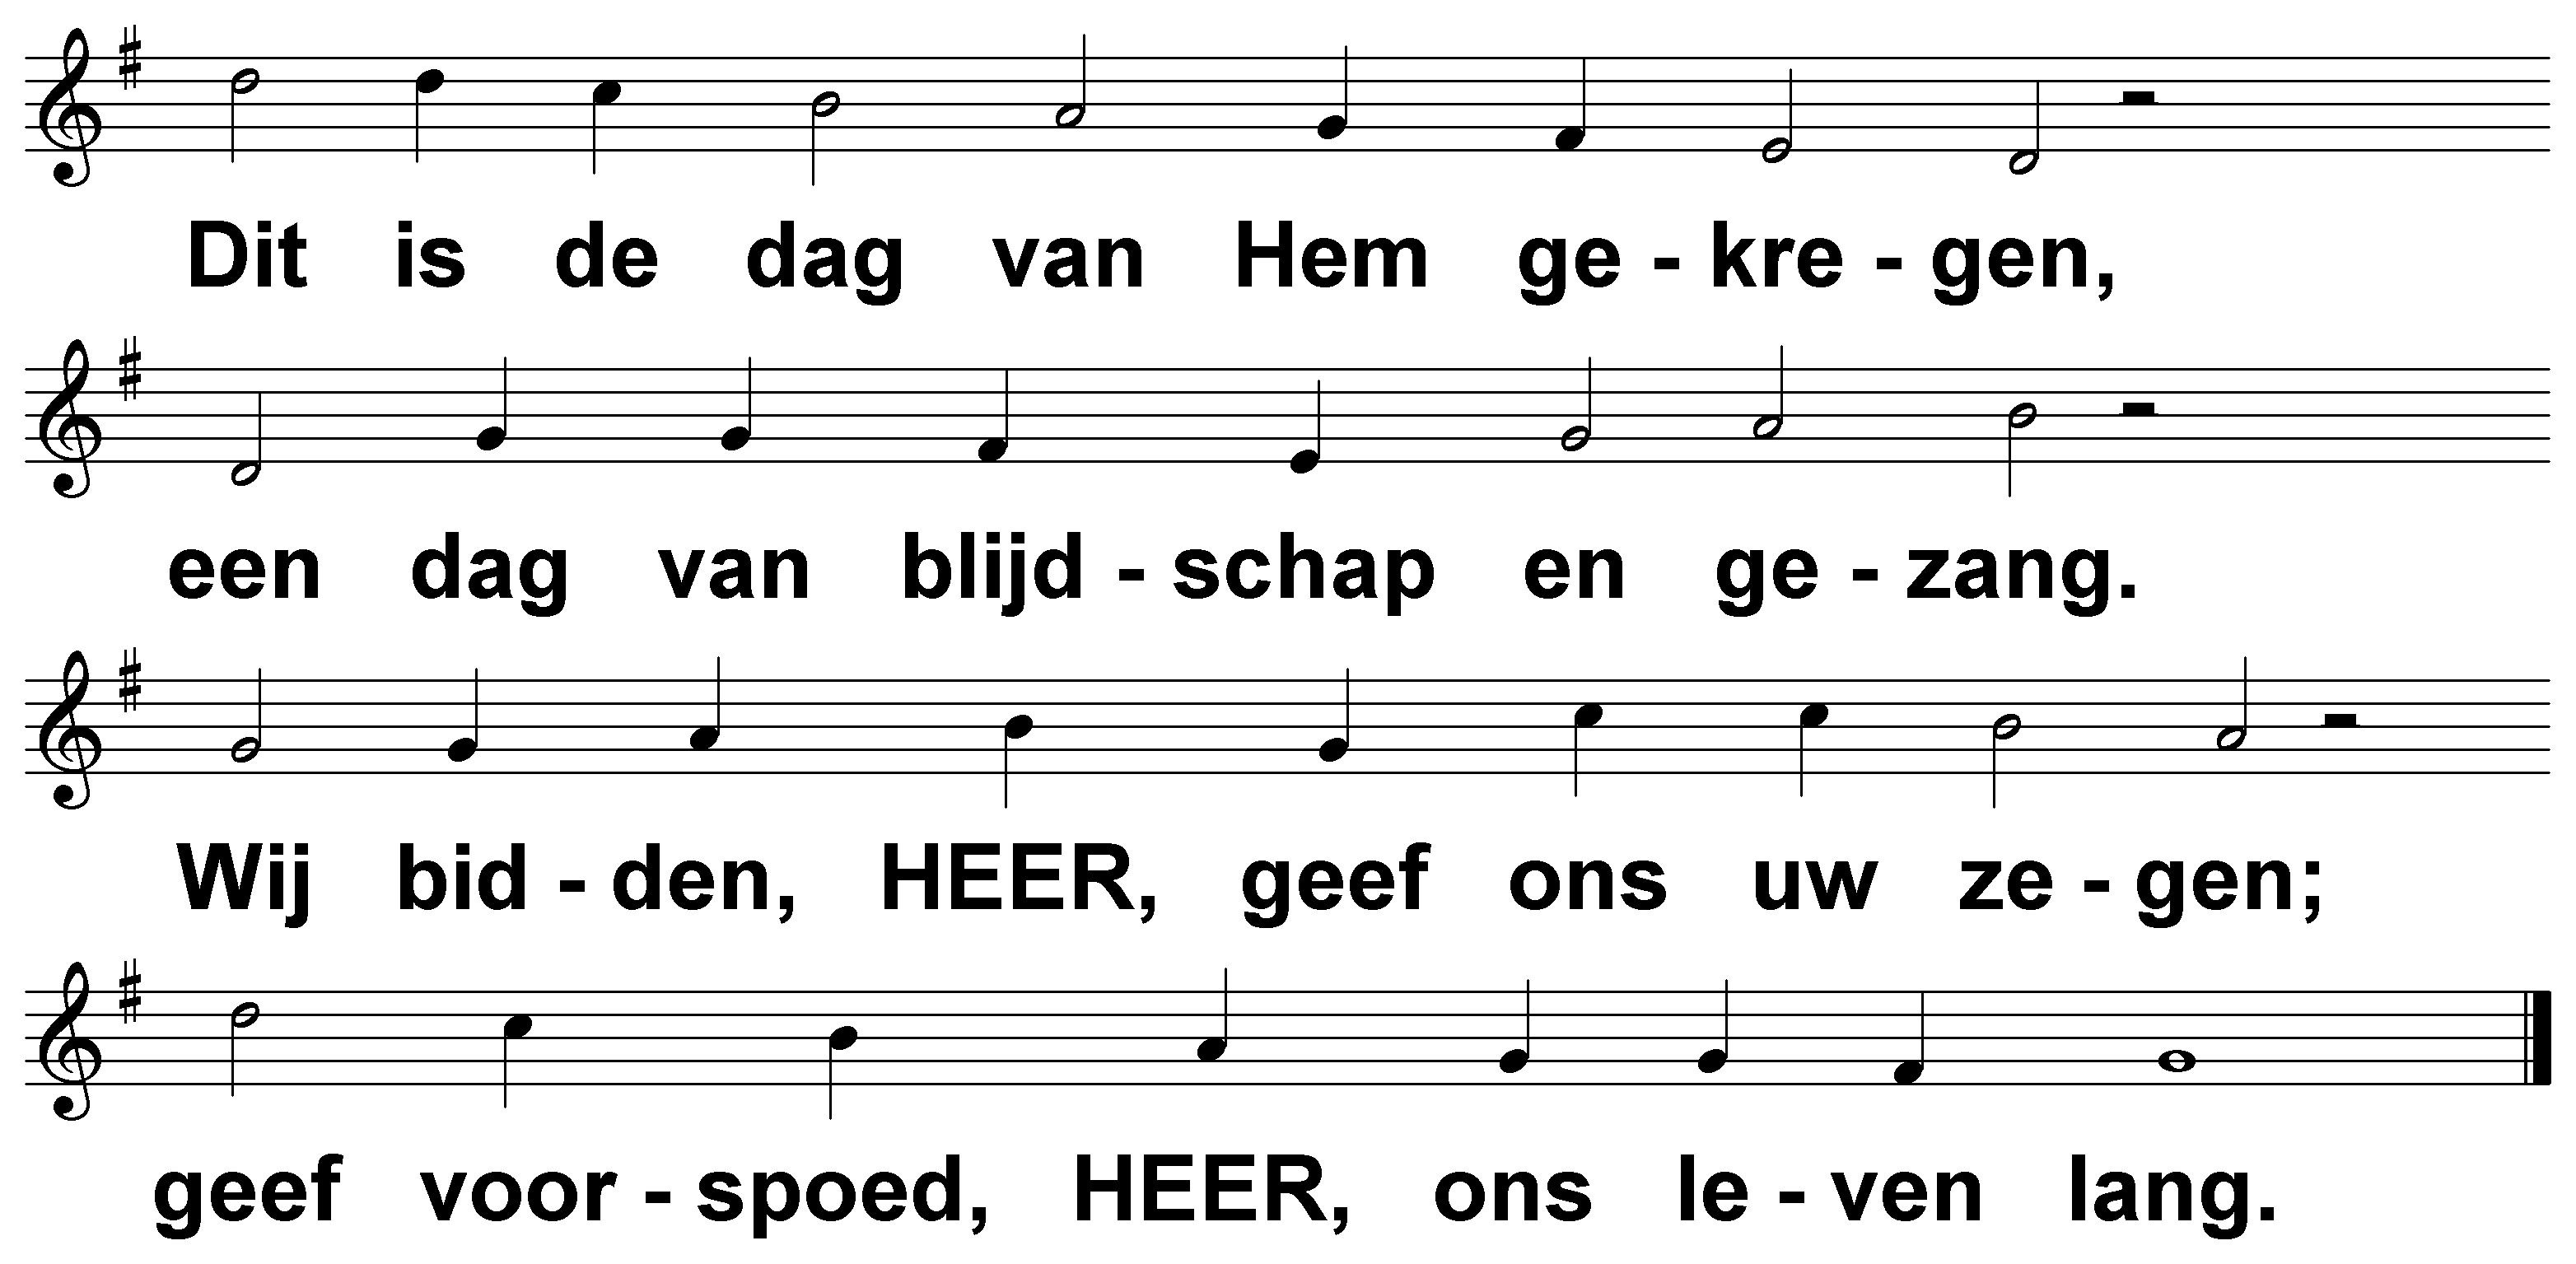 Dit is de dag van Hem ge - kre - gen,
een dag van blijd - schap en ge - zang.
Wij bid - den, HEER, geef ons uw ze - gen;
geef voor - spoed, HEER, ons le - ven lang.